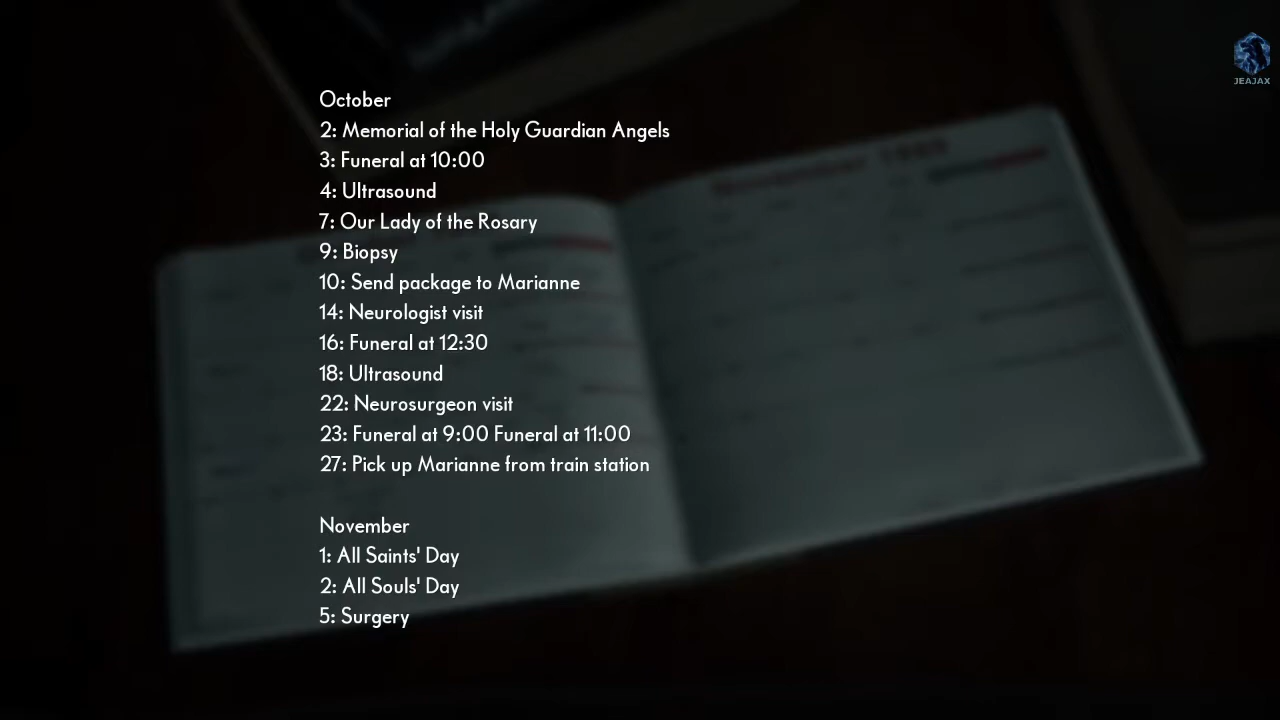 JEAJAX
October
2: Memorial of the Holy Guardian Angels
3: Funeral at 10:00
4: Ultrasound
7: Our Lady of the Rosary
9: Biopsy
10: Send package to Marianne
14: Neurologist visit
16: Funeral at 12:30
18: Ultrasound
22: Neurosurgeon visit
23: Funeral at 9:00 Funeral at 11:00
27: Pick up Marianne from train station
November
1: All Saints' Day
2: All Souls' Day
5: Surgery